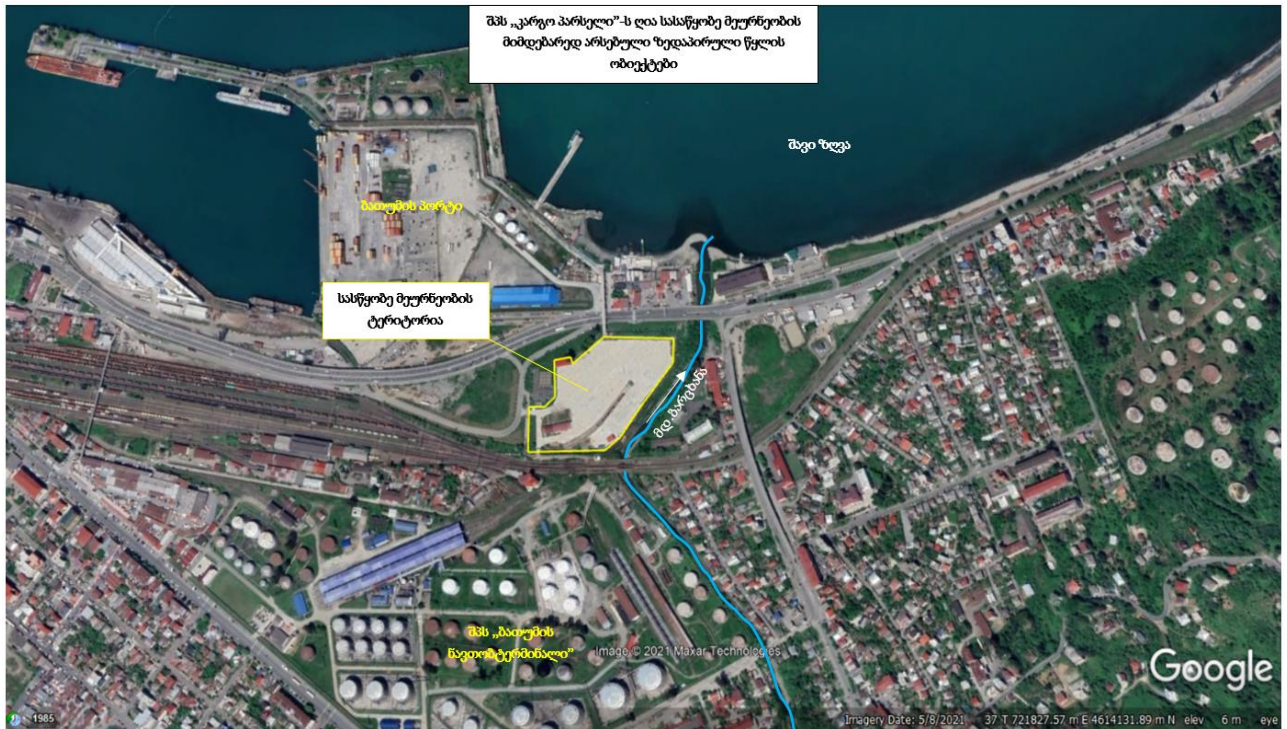 შპს „კარგო პარსელი”-ს ღია სასაწყობე მეურნეობის
მიმდებარედ არსებული ზედაპირული წყლის
ობიექტები
შავი ზღვა
ბათუმის პორტი
სასწყობე მეურნეობის
ტერიტორია
მდ. ბარცხანა
შპს „ბათუმის
ნავთობტერმინალი”
Image © 2021 Maxar Technologies
Google
1985
Imagery Date: 5/8/2021 37 T 721827.57 m E 4614131.89 m N elev 6 m eye